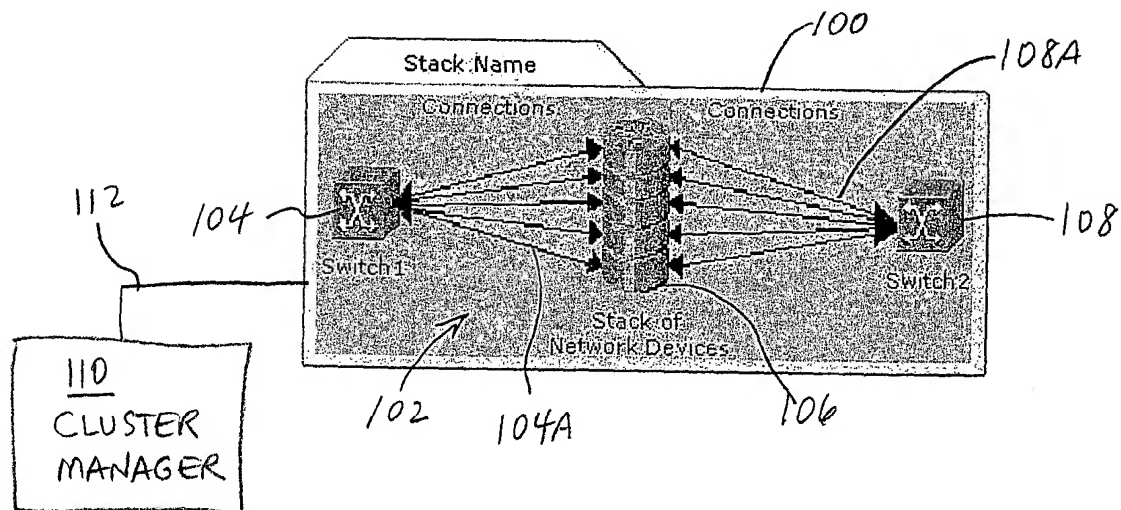 100
Stack Name
108A
Connections
Connections
112
104
108
Switch1
Switch2
Stack of
Network Devices
102
104A
106
110
CLUSTER
MANAGER